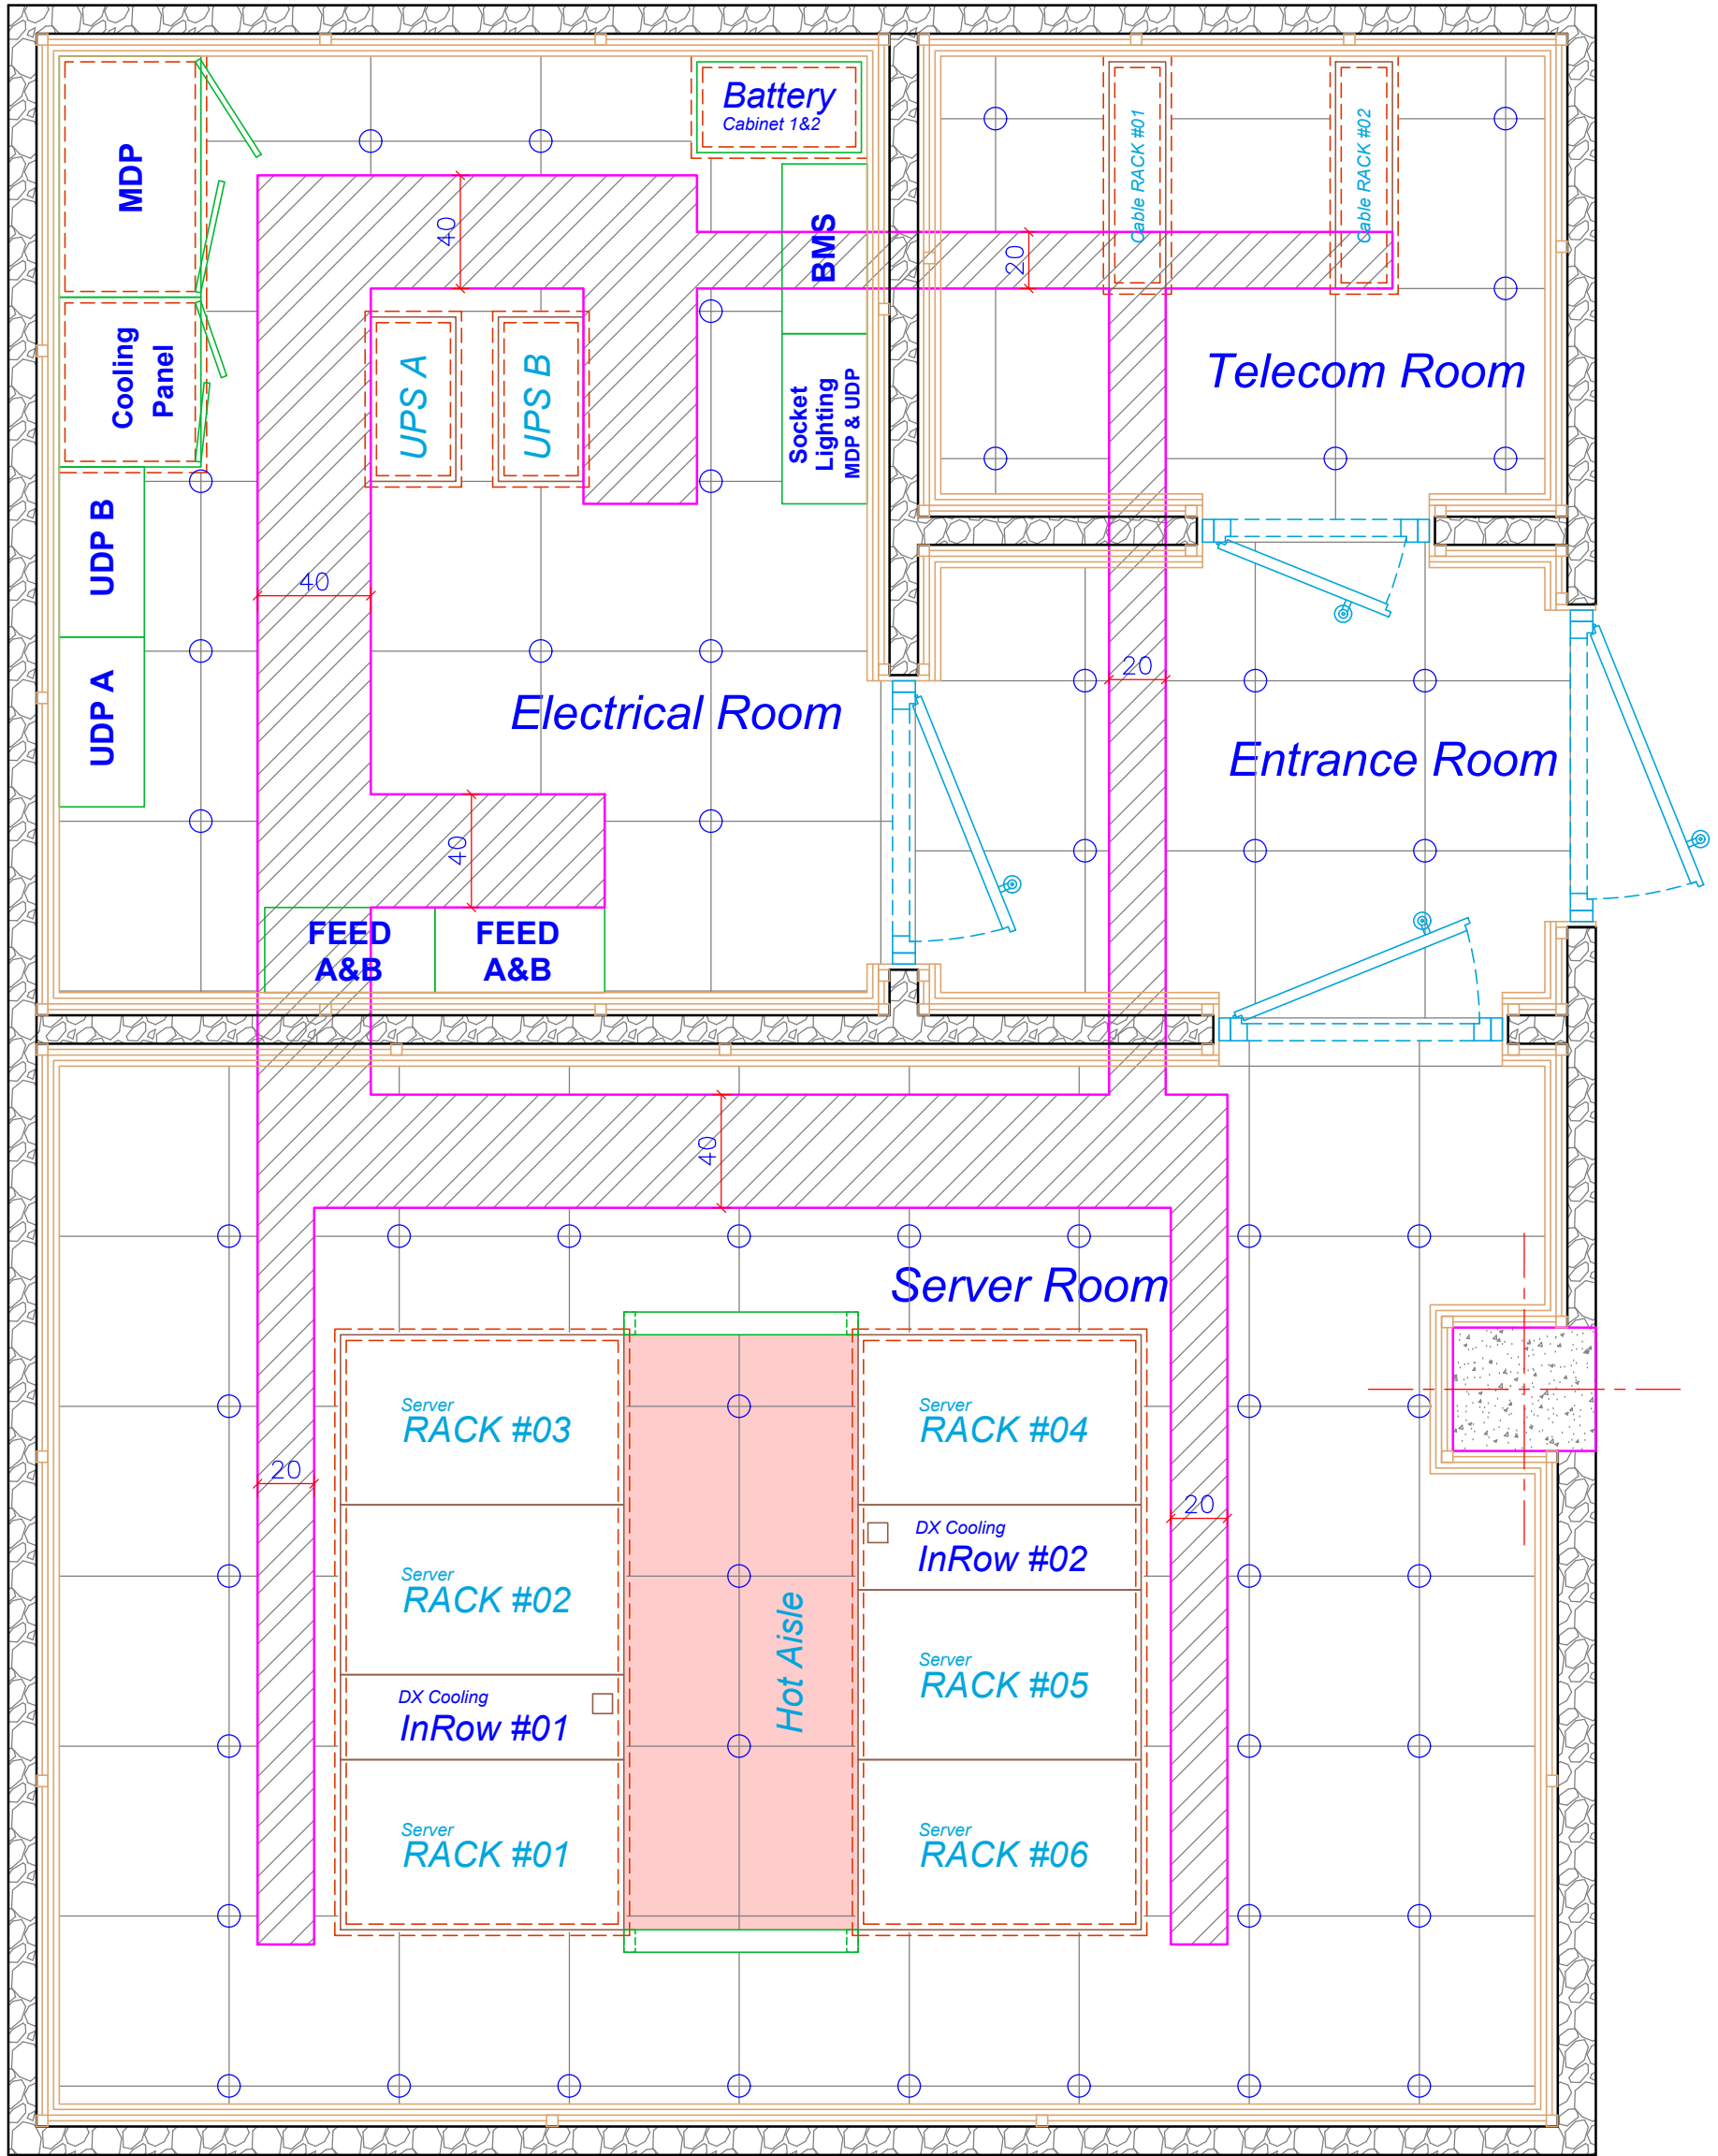 Battery
Cabinet 1&2
MDP
Cable RACK #01
Cable RACK #02
40
BMS
20
Cooling
Panel
UPS A
UPS B
Socket
Lighting
MDP & UDP
Telecom Room
UDP B
40
20
UDP A
Electrical Room
Entrance Room
40
FEED
A&B
FEED
A&B
40
Server Room
Server
RACK #03
Server
RACK #04
20
20
DX Cooling
InRow #02
Server
RACK #02
Hot Aisle
Server
RACK #05
DX Cooling
InRow #01
Server
RACK #01
Server
RACK #06